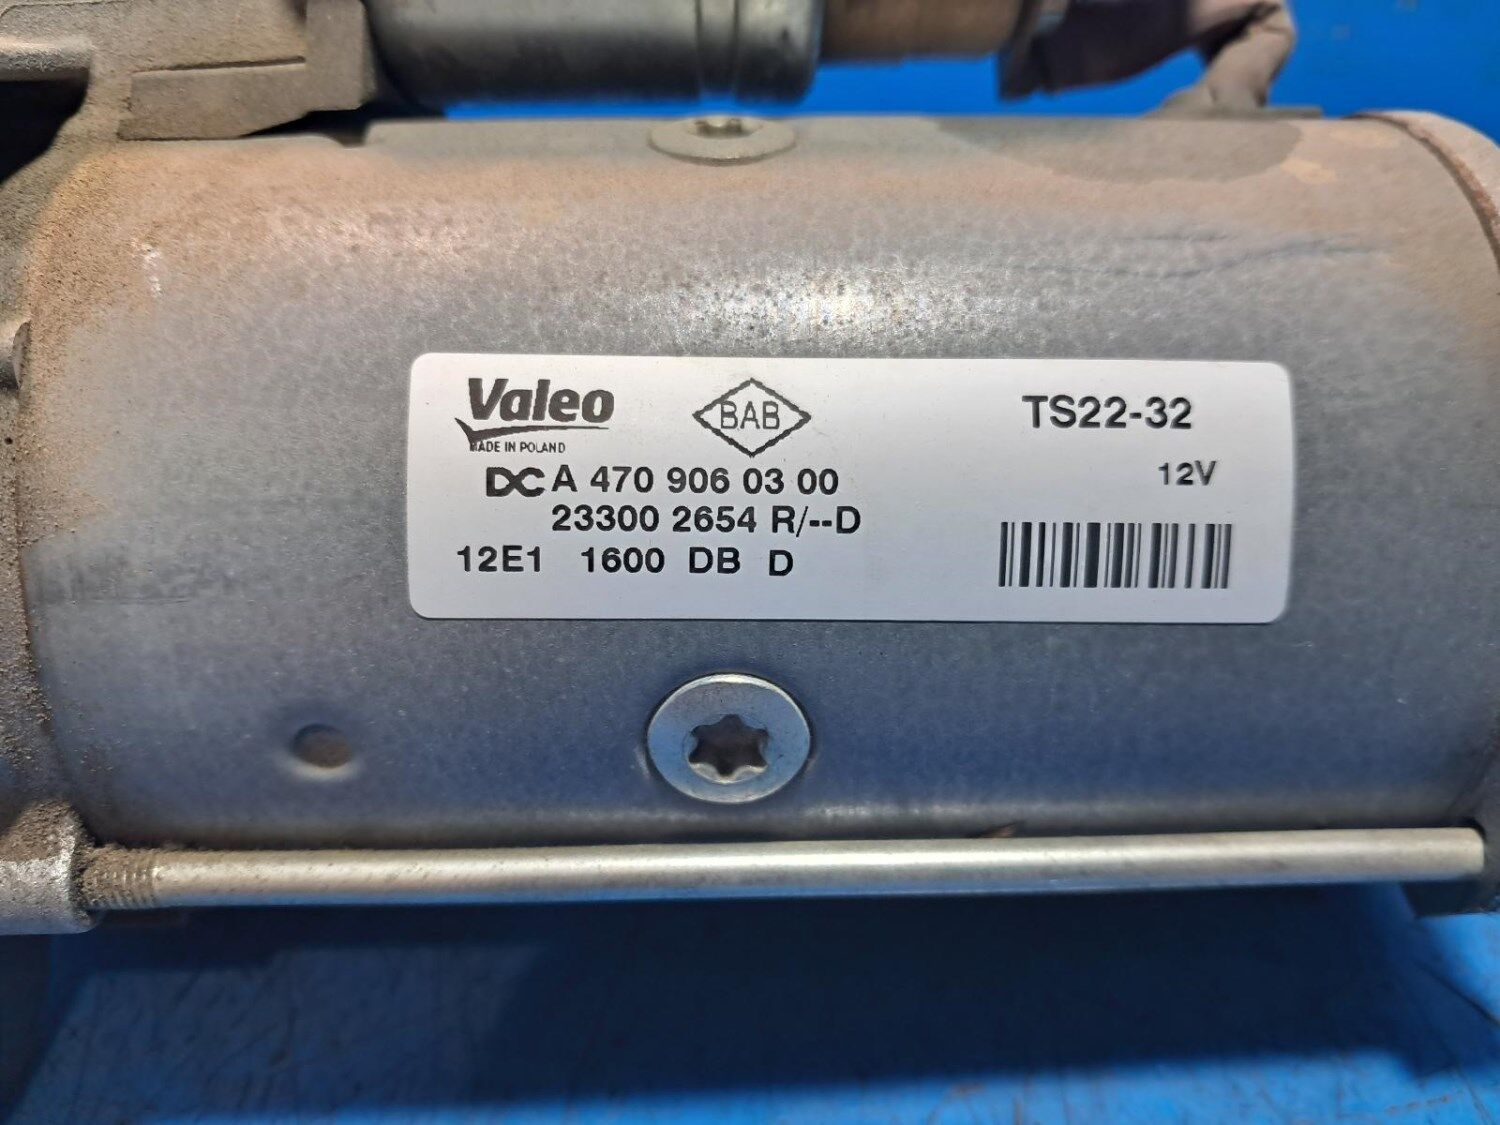 Valeo
MADE IN POLAND
BAB
TS22-32
12V
DC A 470 906 03 00
23300 2654 R/--D
12E1 1600 DB D